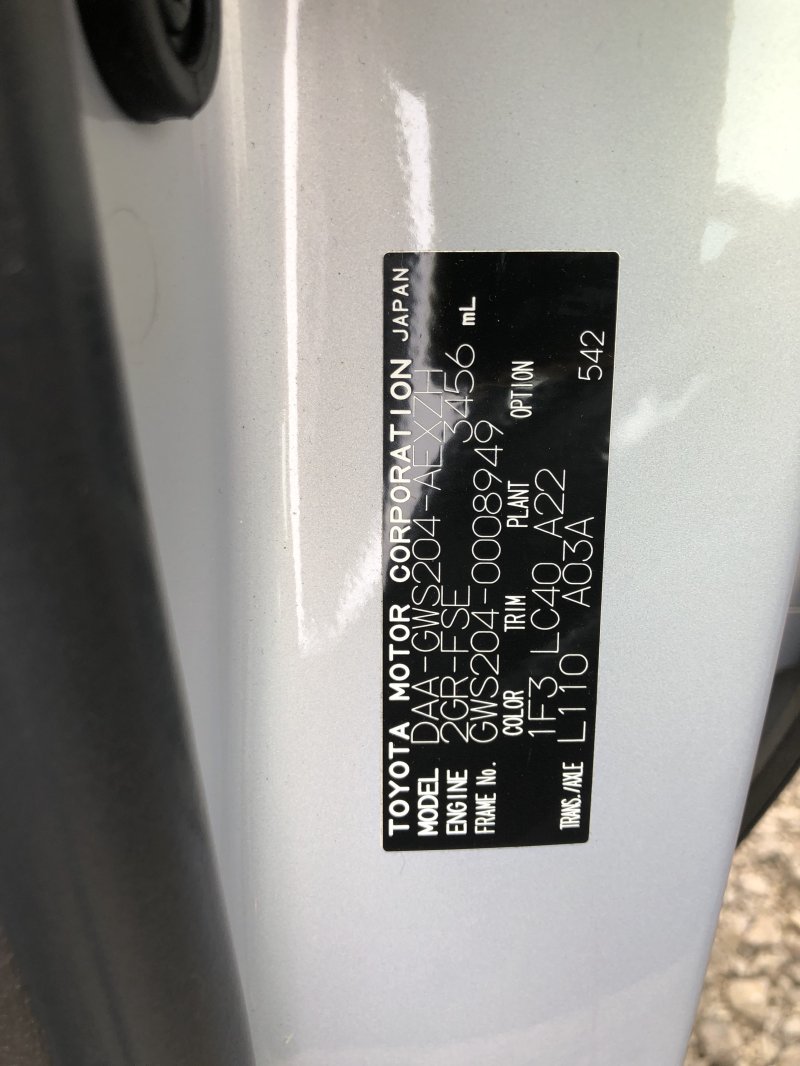 TOYOTA MOTOR CORPORATION JAPAN
MODEL DAA-GWS204-AEXZH
ENGINE 2GR-FSE 3456 mL
FRAME No. GWS204-0008949
COLOR TRIM PLANT OPTION
1F3 LC40 A22
TRANS./AXLE L110 A03A 542